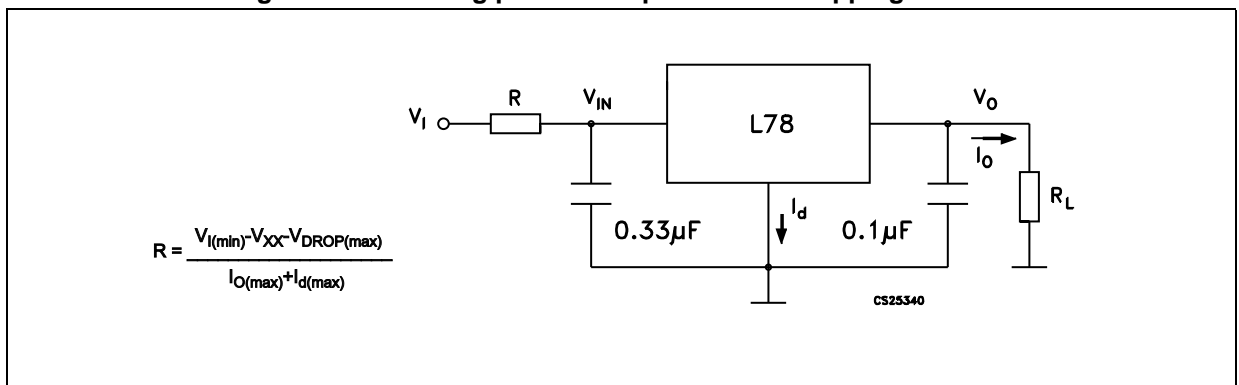 R
V_IN
V_O
V_I
L78
I_O
R_L
I_d
0.33µF
0.1µF
R = V_I(min)-V_XX-V_DROP(max)
I_O(max)+I_d(max)
CS25340